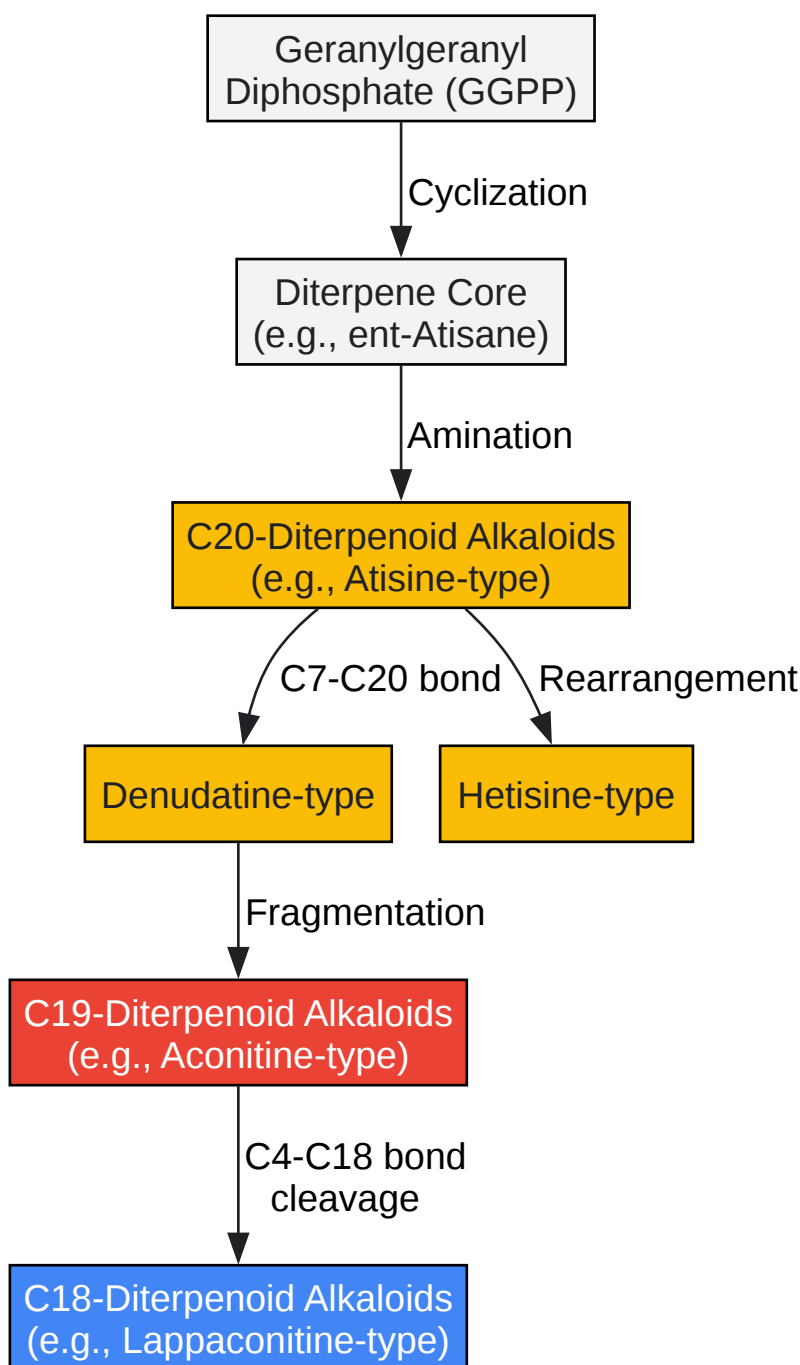 Geranylgeranyl
Diphosphate (GGPP)
Cyclization
Diterpene Core
(e.g., ent-Atisane)
Amination
C20-Diterpenoid Alkaloids
(e.g., Atisine-type)
C7-C20 bond
Rearrangement
Denudatine-type
Hetisine-type
Fragmentation
C19-Diterpenoid Alkaloids
(e.g., Aconitine-type)
C4-C18 bond
cleavage
C18-Diterpenoid Alkaloids
(e.g., Lappaconitine-type)